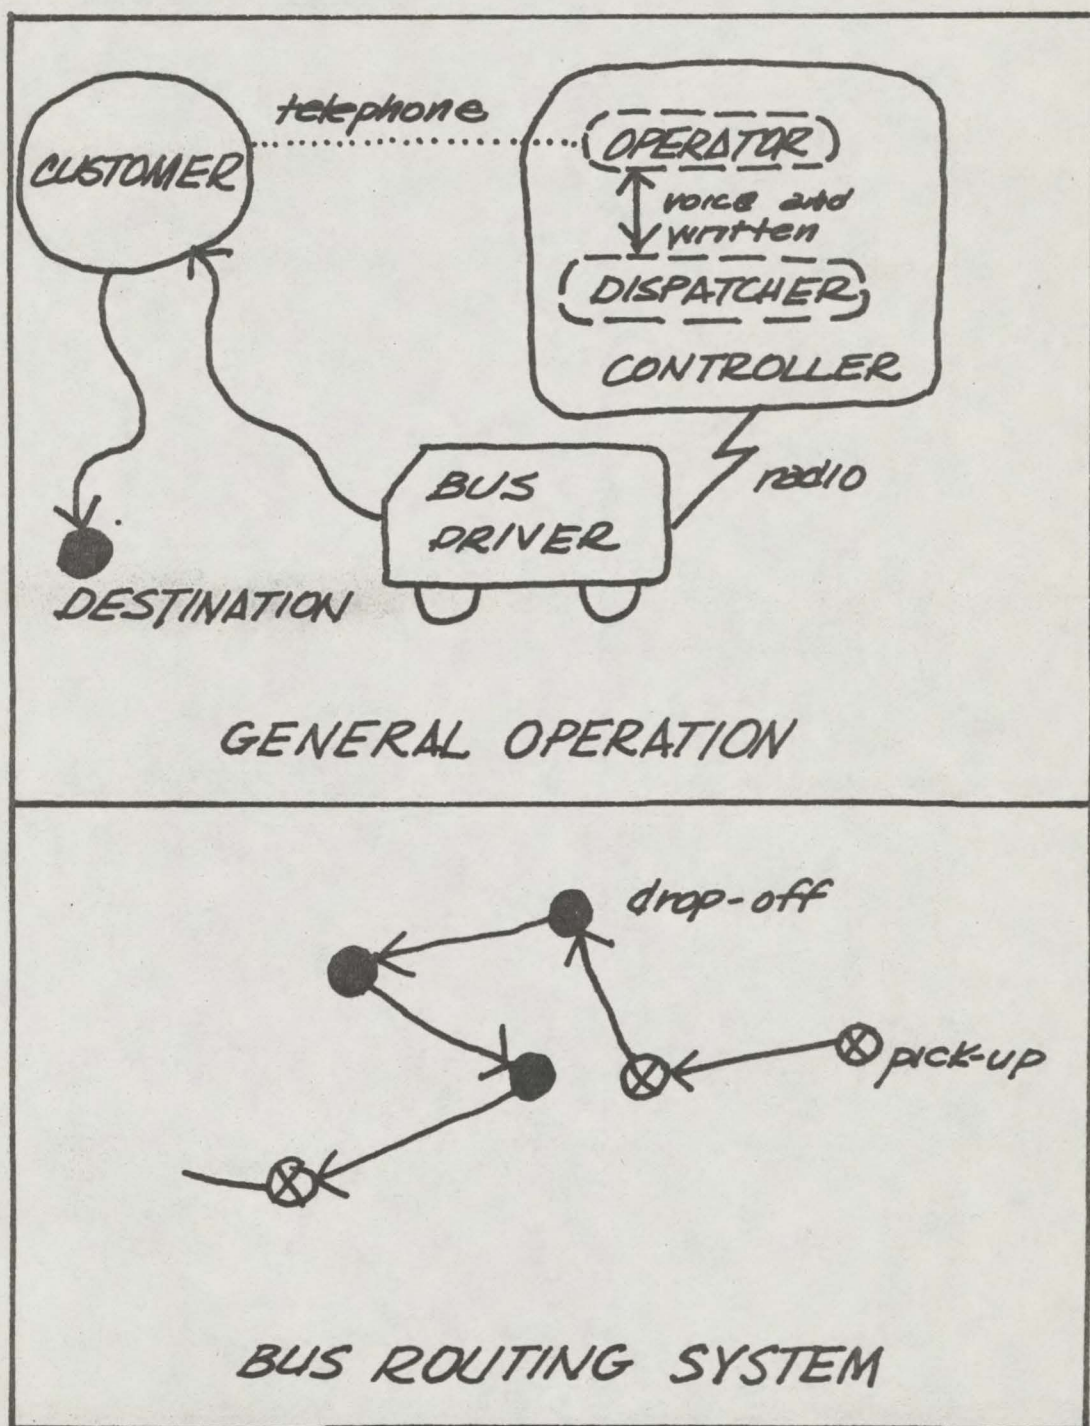 telephone
CUSTOMER
OPERATOR
voice and
written
DISPATCHER
CONTROLLER
radio
BUS
DRIVER
DESTINATION
GENERAL OPERATION
drop-off
pick-up
BUS ROUTING SYSTEM